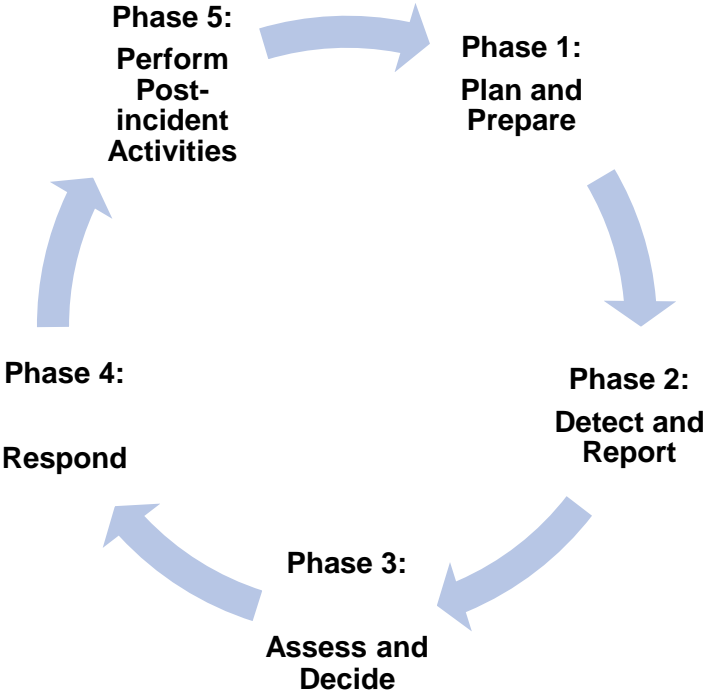 Phase 1:
Plan and
Prepare
Phase 2:
Detect and
Report
Phase 3:
Assess and
Decide
Phase 4:
Respond
Phase 5:
Perform
Post-
incident
Activities